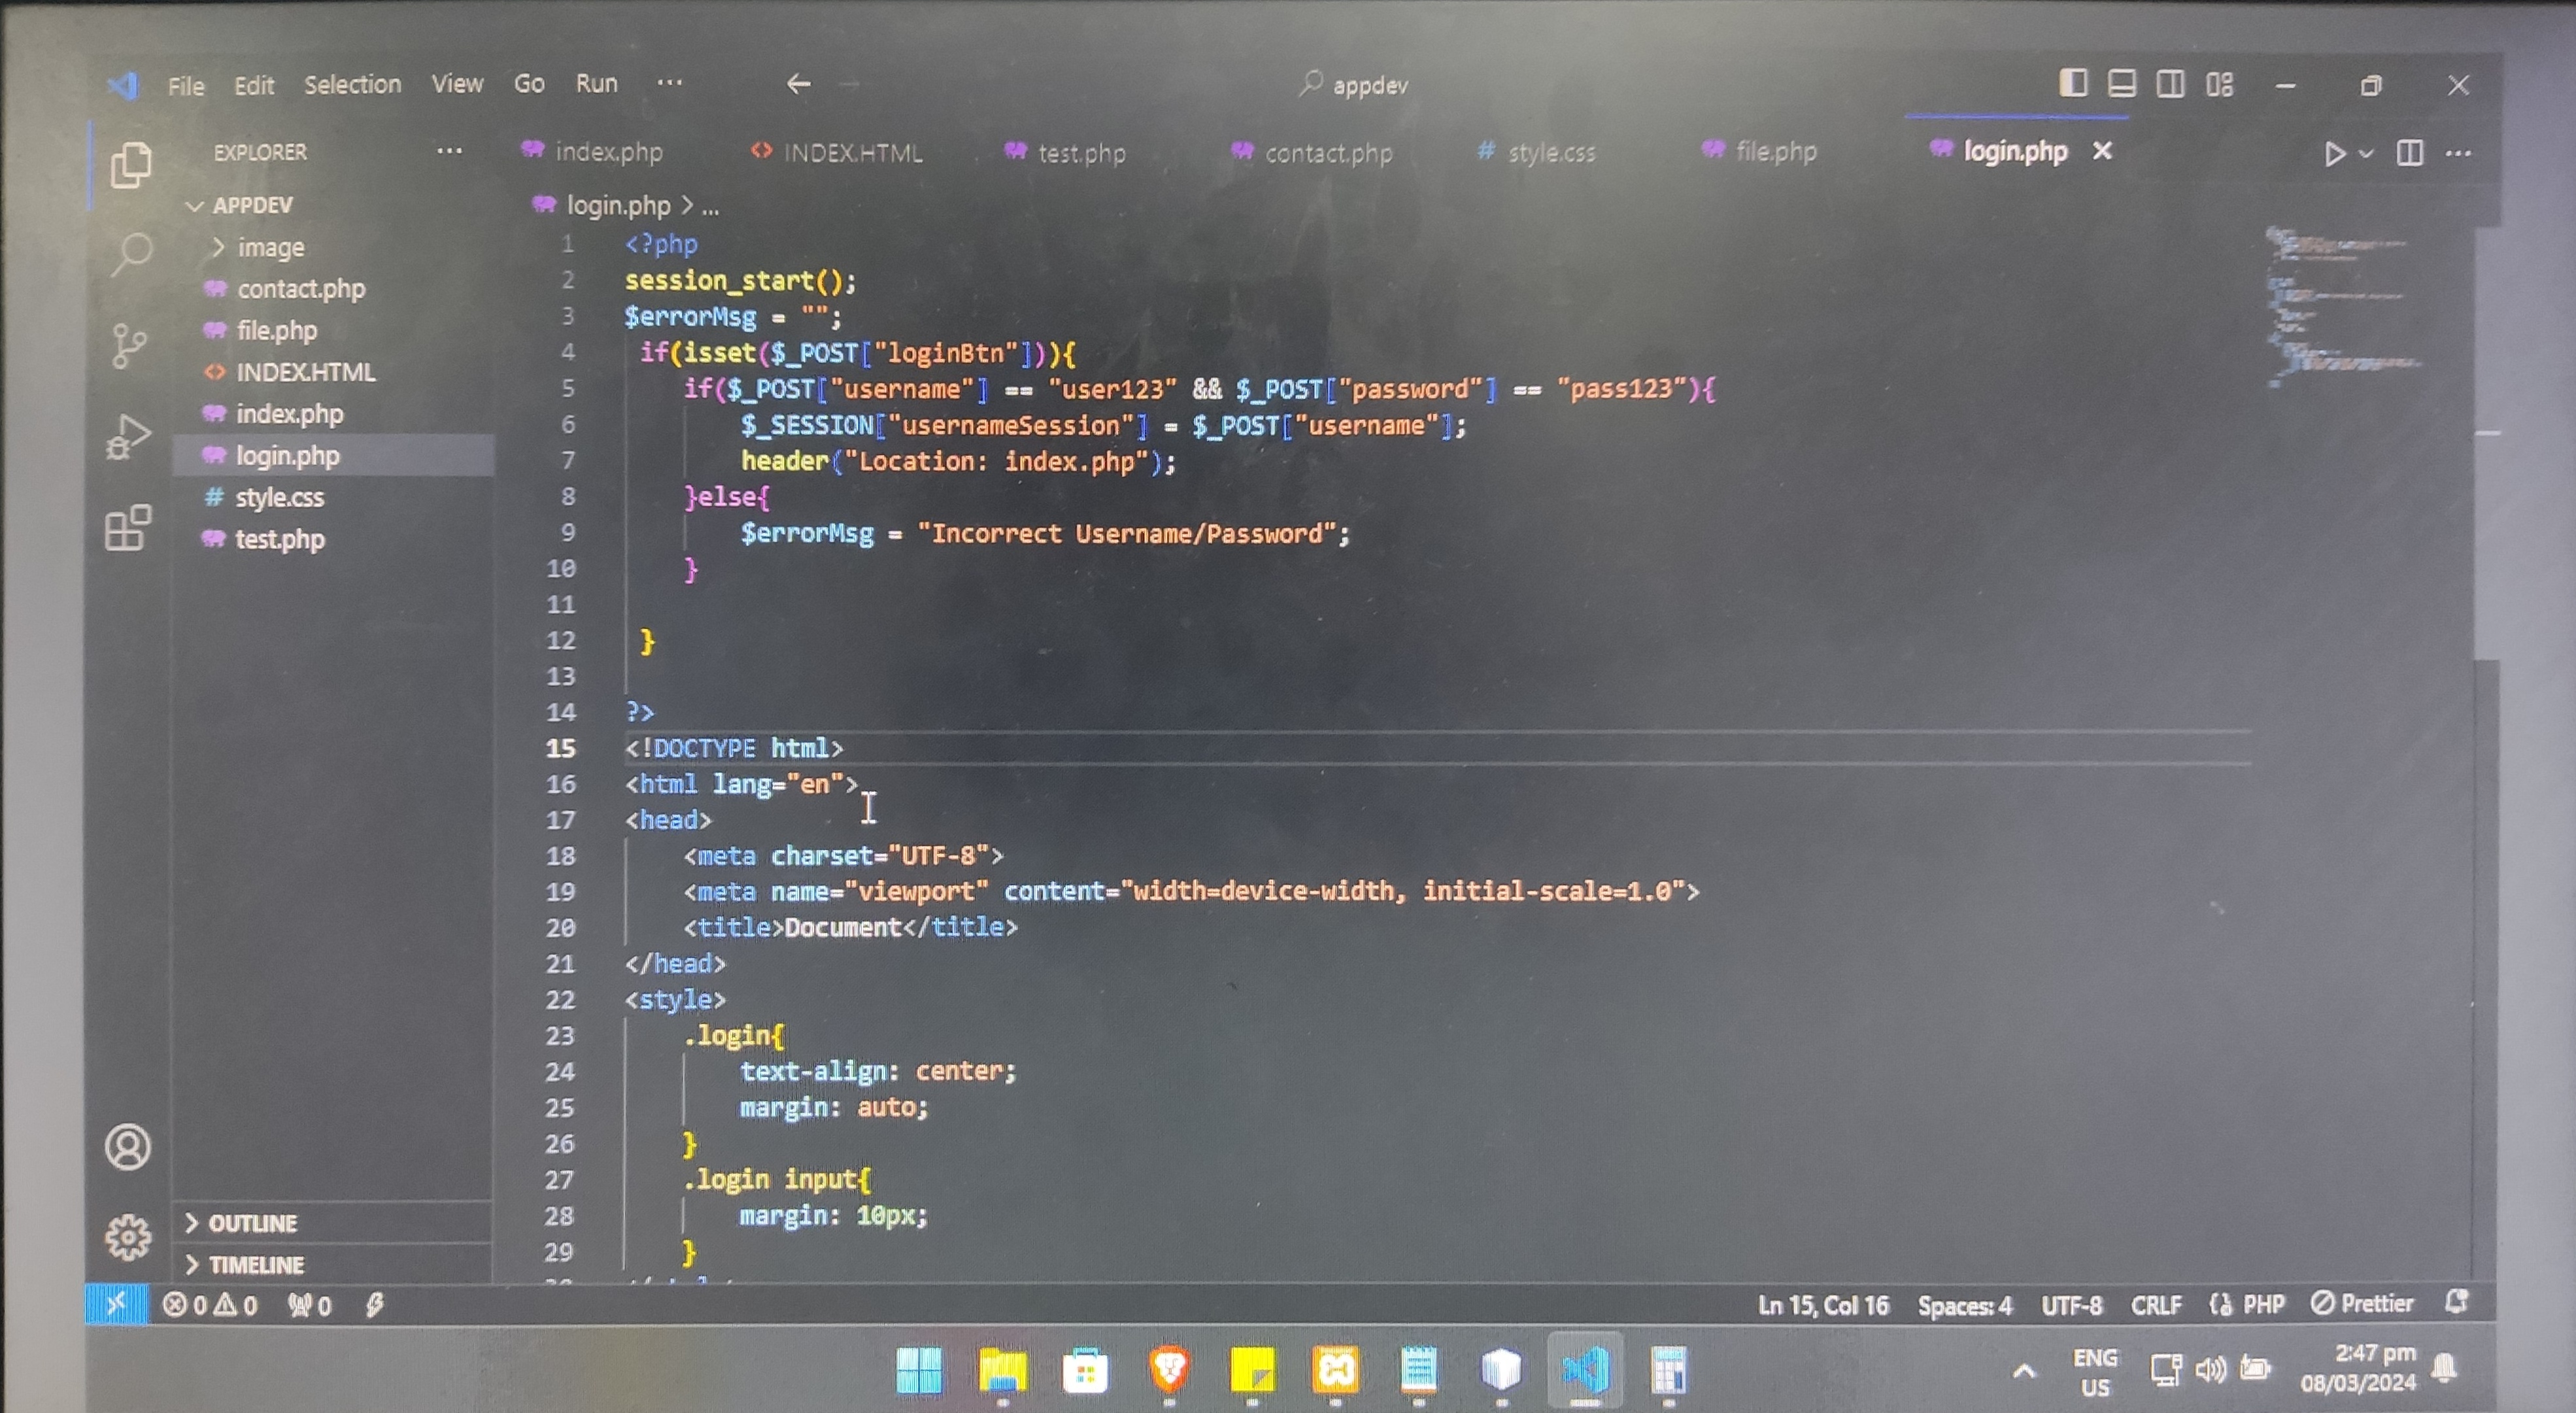 File Edit Selection View Go Run ... appdev
EXPLORER ... index.php INDEX.HTML test.php contact.php style.css file.php login.php
APPDEV
image
contact.php
file.php
INDEX.HTML
index.php
login.php
style.css
test.php
OUTLINE
TIMELINE
login.php > ...
1 <?php
2 session_start();
3 $errorMsg = "";
4 if(isset($_POST["loginBtn"])){
5 if($_POST["username"] == "user123" && $_POST["password"] == "pass123"){
6 $_SESSION["usernameSession"] = $_POST["username"];
7 header("Location: index.php");
8 }else{
9 $errorMsg = "Incorrect Username/Password";
10 }
11
12 }
13
14 ?>
15 <!DOCTYPE html>
16 <html lang="en">
17 <head>
18 <meta charset="UTF-8">
19 <meta name="viewport" content="width=device-width, initial-scale=1.0">
20 <title>Document</title>
21 </head>
22 <style>
23 .login{
24 text-align: center;
25 margin: auto;
26 }
27 .login input{
28 margin: 10px;
29 }
0 0 0 Ln 15, Col 16 Spaces: 4 UTF-8 CRLF PHP Prettier
ENG
US
2:47 pm
08/03/2024